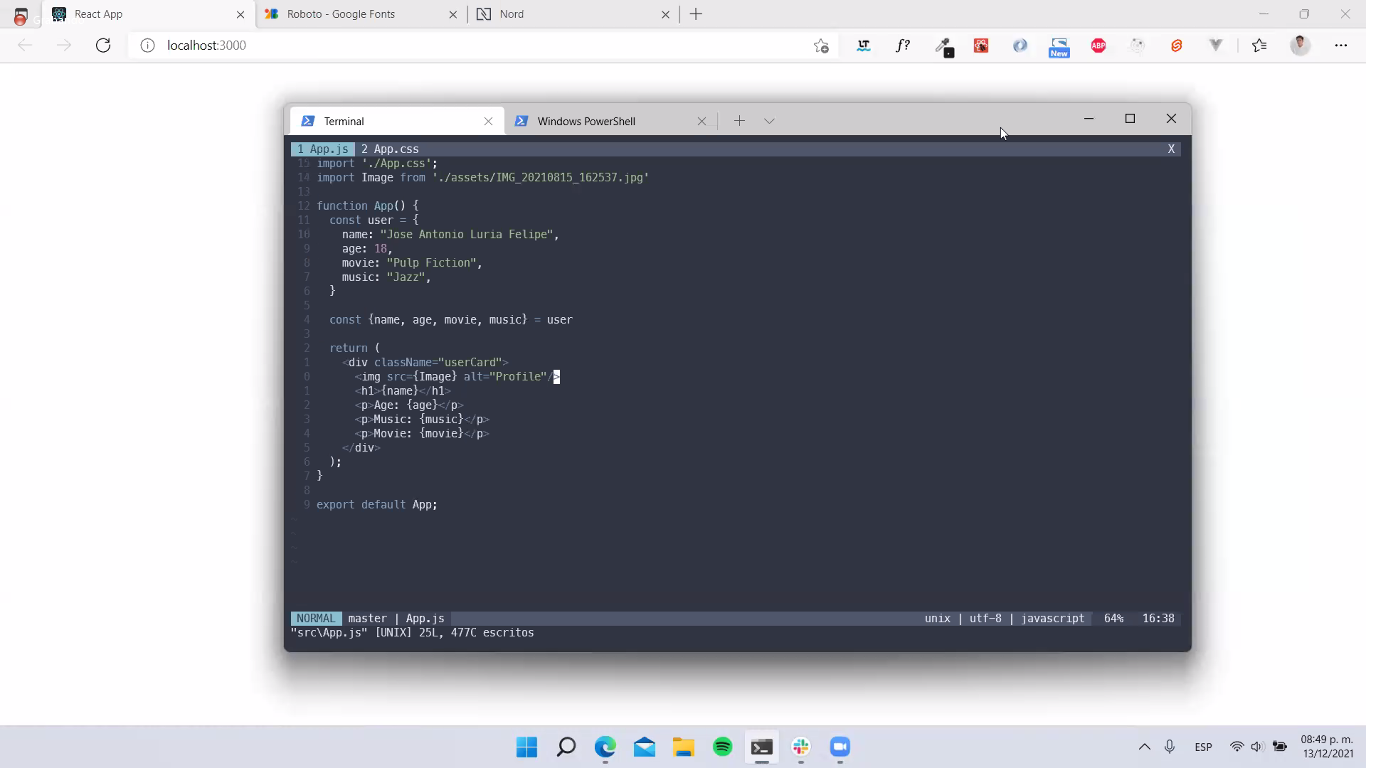 React App
Roboto - Google Fonts
Nord
localhost:3000
LT
f?
New
ABP
Terminal
Windows PowerShell
1 App.js 2 App.css X
15 import './App.css';
14 import Image from './assets/IMG_20210815_162537.jpg'
13
12 function App() {
11 const user = {
10 name: "Jose Antonio Luria Felipe",
9 age: 18,
8 movie: "Pulp Fiction",
7 music: "Jazz",
6 }
5
4 const {name, age, movie, music} = user
3
2 return (
1 <div className="userCard">
0 <img src={Image} alt="Profile"/>
1 <h1>{name}</h1>
2 <p>Age: {age}</p>
3 <p>Music: {music}</p>
4 <p>Movie: {movie}</p>
5 </div>
6 );
7 }
8
9 export default App;
~
~
~
~
NORMAL master | App.js unix | utf-8 | javascript 64% 16:38
"src\App.js" [UNIX] 25L, 477C escritos
ESP
08:49 p. m.
13/12/2021